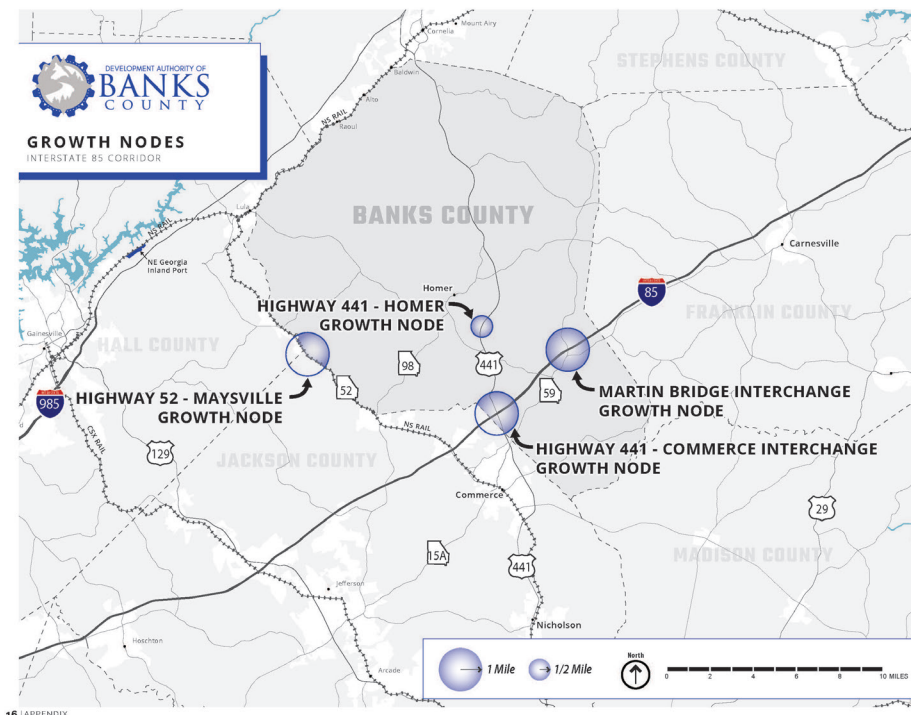 DEVELOPMENT AUTHORITY OF
BANKS
COUNTY
GROWTH NODES
INTERSTATE 85 CORRIDOR
Mount Airy
Cornelia
Baldwin
STEPHENS COUNTY
Alto
NS RAIL
Raoul
BANKS COUNTY
Lula
NS RAIL
NE Georgia
Inland Port
Carnesville
Homer
INTERSTATE
85
HIGHWAY 441 - HOMER
GROWTH NODE
FRANKLIN COUNTY
Gainesville
HALL COUNTY
98
441
52
59
INTERSTATE
985
HIGHWAY 52 - MAYSVILLE
GROWTH NODE
MARTIN BRIDGE INTERCHANGE
GROWTH NODE
NS RAIL
CSX RAIL
129
JACKSON COUNTY
HIGHWAY 441 - COMMERCE INTERCHANGE
GROWTH NODE
Commerce
29
MADISON COUNTY
15A
441
Jefferson
Nicholson
Hoschton
Arcade
1 Mile
1/2 Mile
North
0 2 4 6 8 10 MILES
16 | APPENDIX